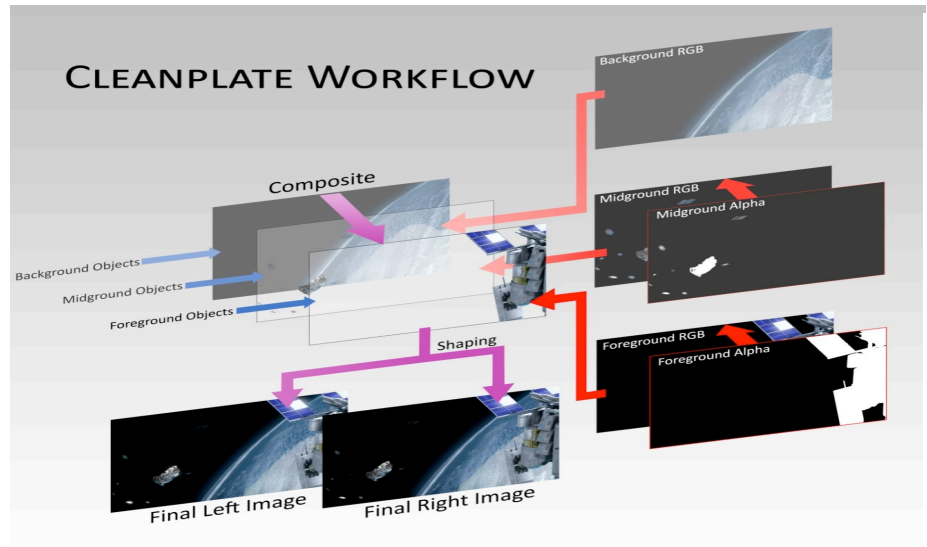 CLEANPLATE WORKFLOW
Background RGB
Composite
Midground RGB
Midground Alpha
Background Objects
Midground Objects
Foreground Objects
Shaping
Foreground RGB
Foreground Alpha
Final Left Image
Final Right Image